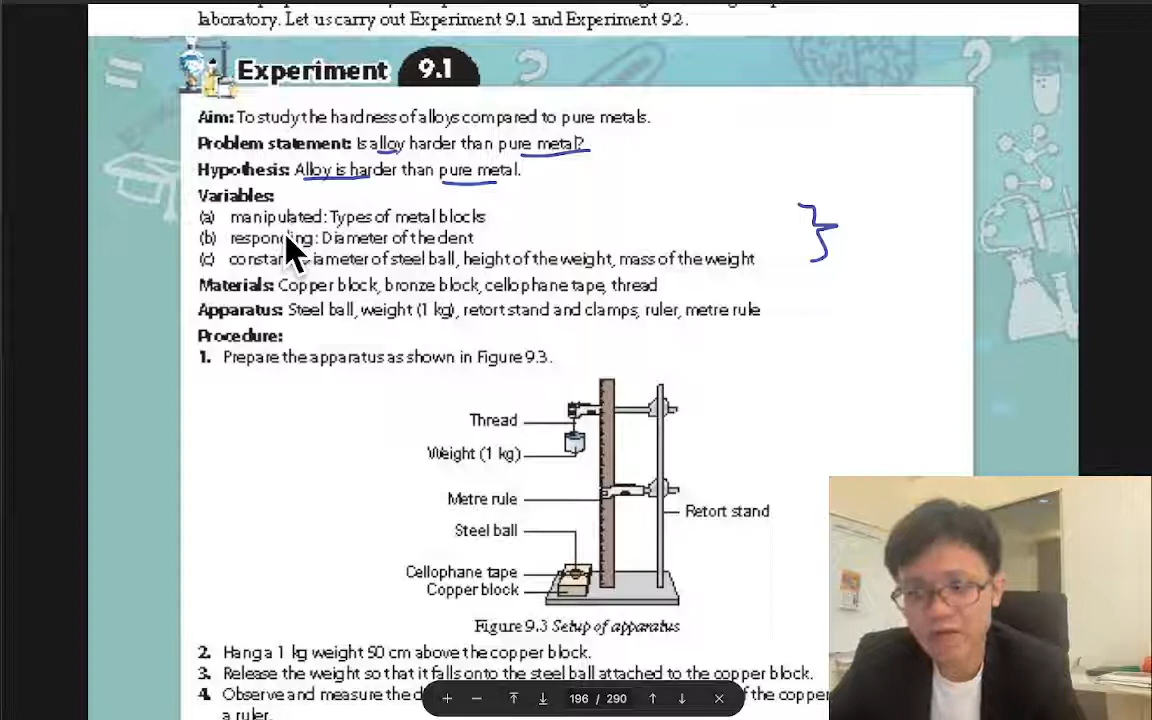 laboratory. Let us carry out Experiment 9.1 and Experiment 9.2.
Experiment 9.1
Aim: To study the hardness of alloys compared to pure metals.
Problem statement: Is alloy harder than pure metal?
Hypothesis: Alloy is harder than pure metal.
Variables:
(a) manipulated: Types of metal blocks
(b) responding: Diameter of the dent
(c) of steel ball, height of the weight, mass of the weight
Materials: Copper block, bronze block, cellophane tape, thread
Apparatus: Steel ball, weight (1 kg), retort stand and clamps, ruler, metre rule
Procedure:
1. Prepare the apparatus as shown in Figure 9.3.
Thread
Weight (1 kg)
Metre rule
Steel ball
Retort stand
Cellophane tape
Copper block
Figure 9.3 Setup of apparatus
2. Hang a 1 kg weight 50 cm above the copper block.
3. Release the weight so that it falls onto the steel ball attached to the copper block.
4. Observe and measure the of the copper
a ruler.
196 / 290